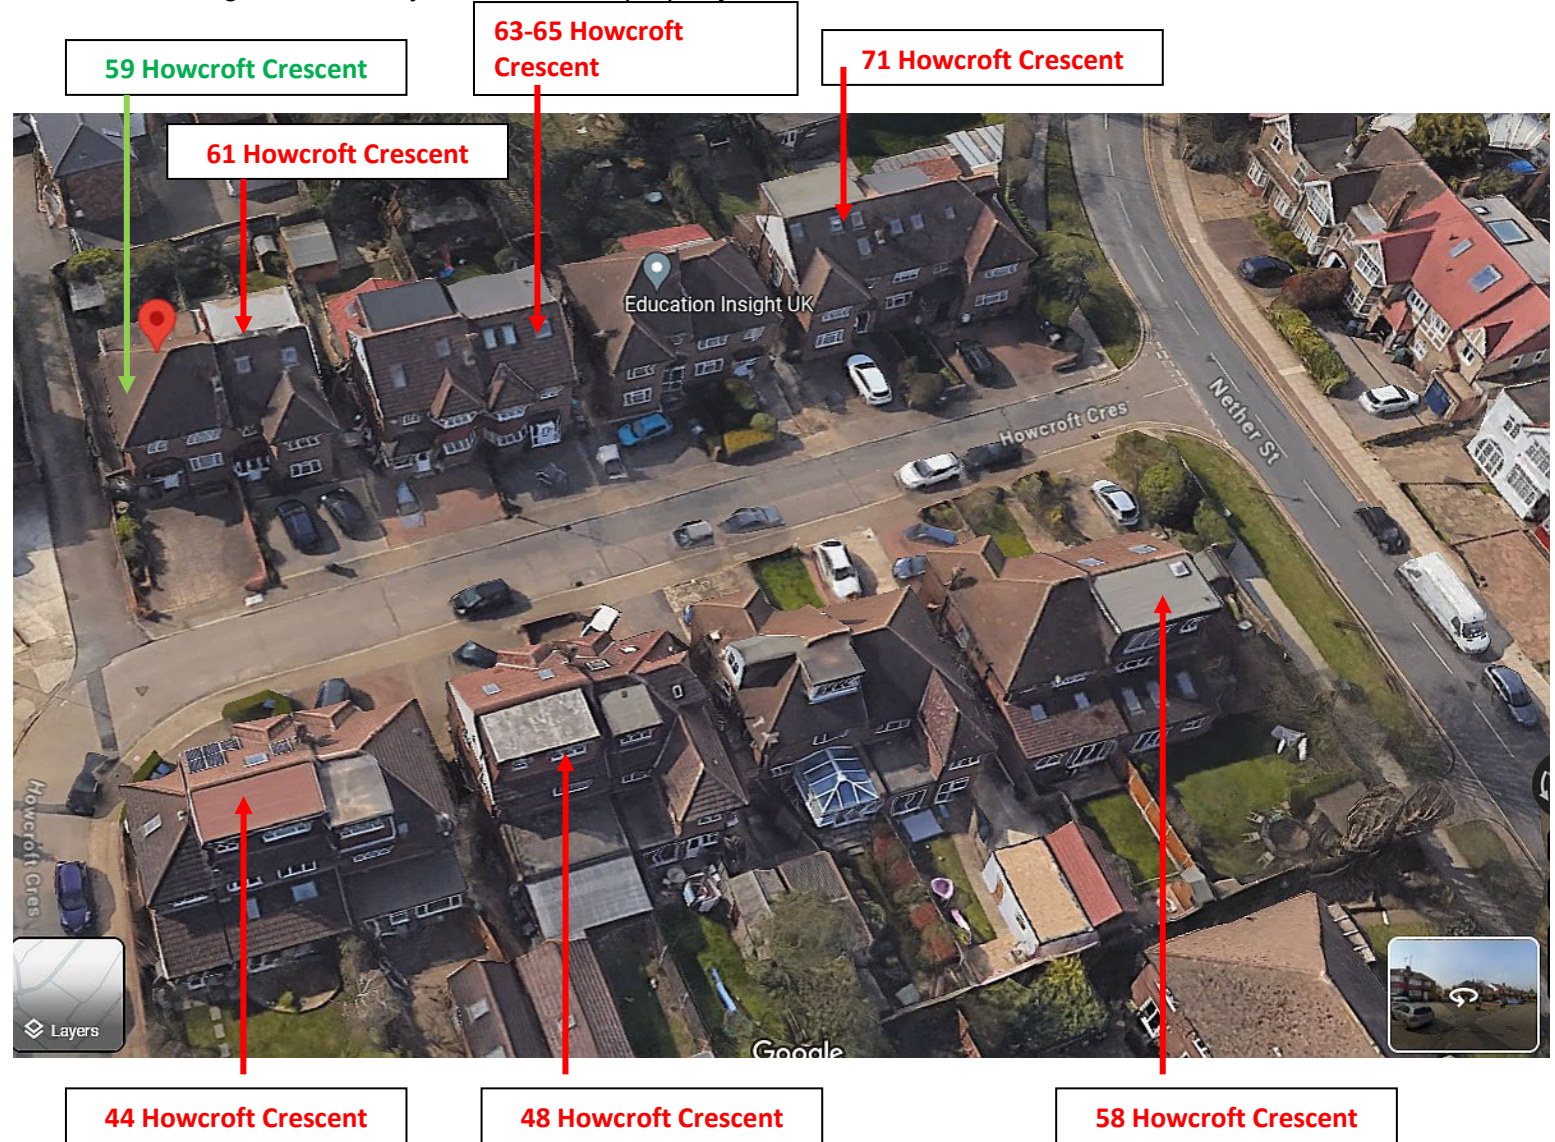 63-65 Howcroft
Crescent
71 Howcroft Crescent
59 Howcroft Crescent
61 Howcroft Crescent
Education Insight UK
Howcroft Cres
Nether St
Howcroft Cres
Layers
Google
44 Howcroft Crescent
48 Howcroft Crescent
58 Howcroft Crescent